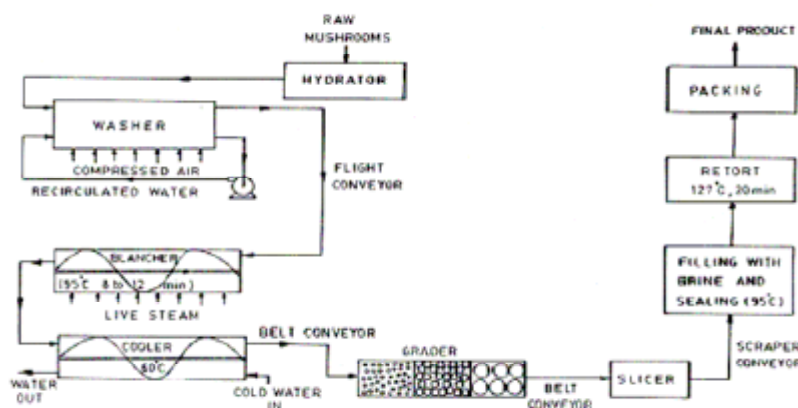 RAW
MUSHROOMS
HYDRATOR
WASHER
COMPRESSED AIR
RECIRCULATED WATER
FLIGHT
CONVEYOR
BLANCHER
(95°C 8 to 12 min)
LIVE STEAM
BELT CONVEYOR
COOLER
60°C
WATER
OUT
COLD WATER
IN
GRADER
BELT
CONVEYOR
SLICER
SCRAPER
CONVEYOR
FILLING WITH
BRINE AND
SEALING (95°C)
RETORT
127°C, 20min
PACKING
FINAL PRODUCT